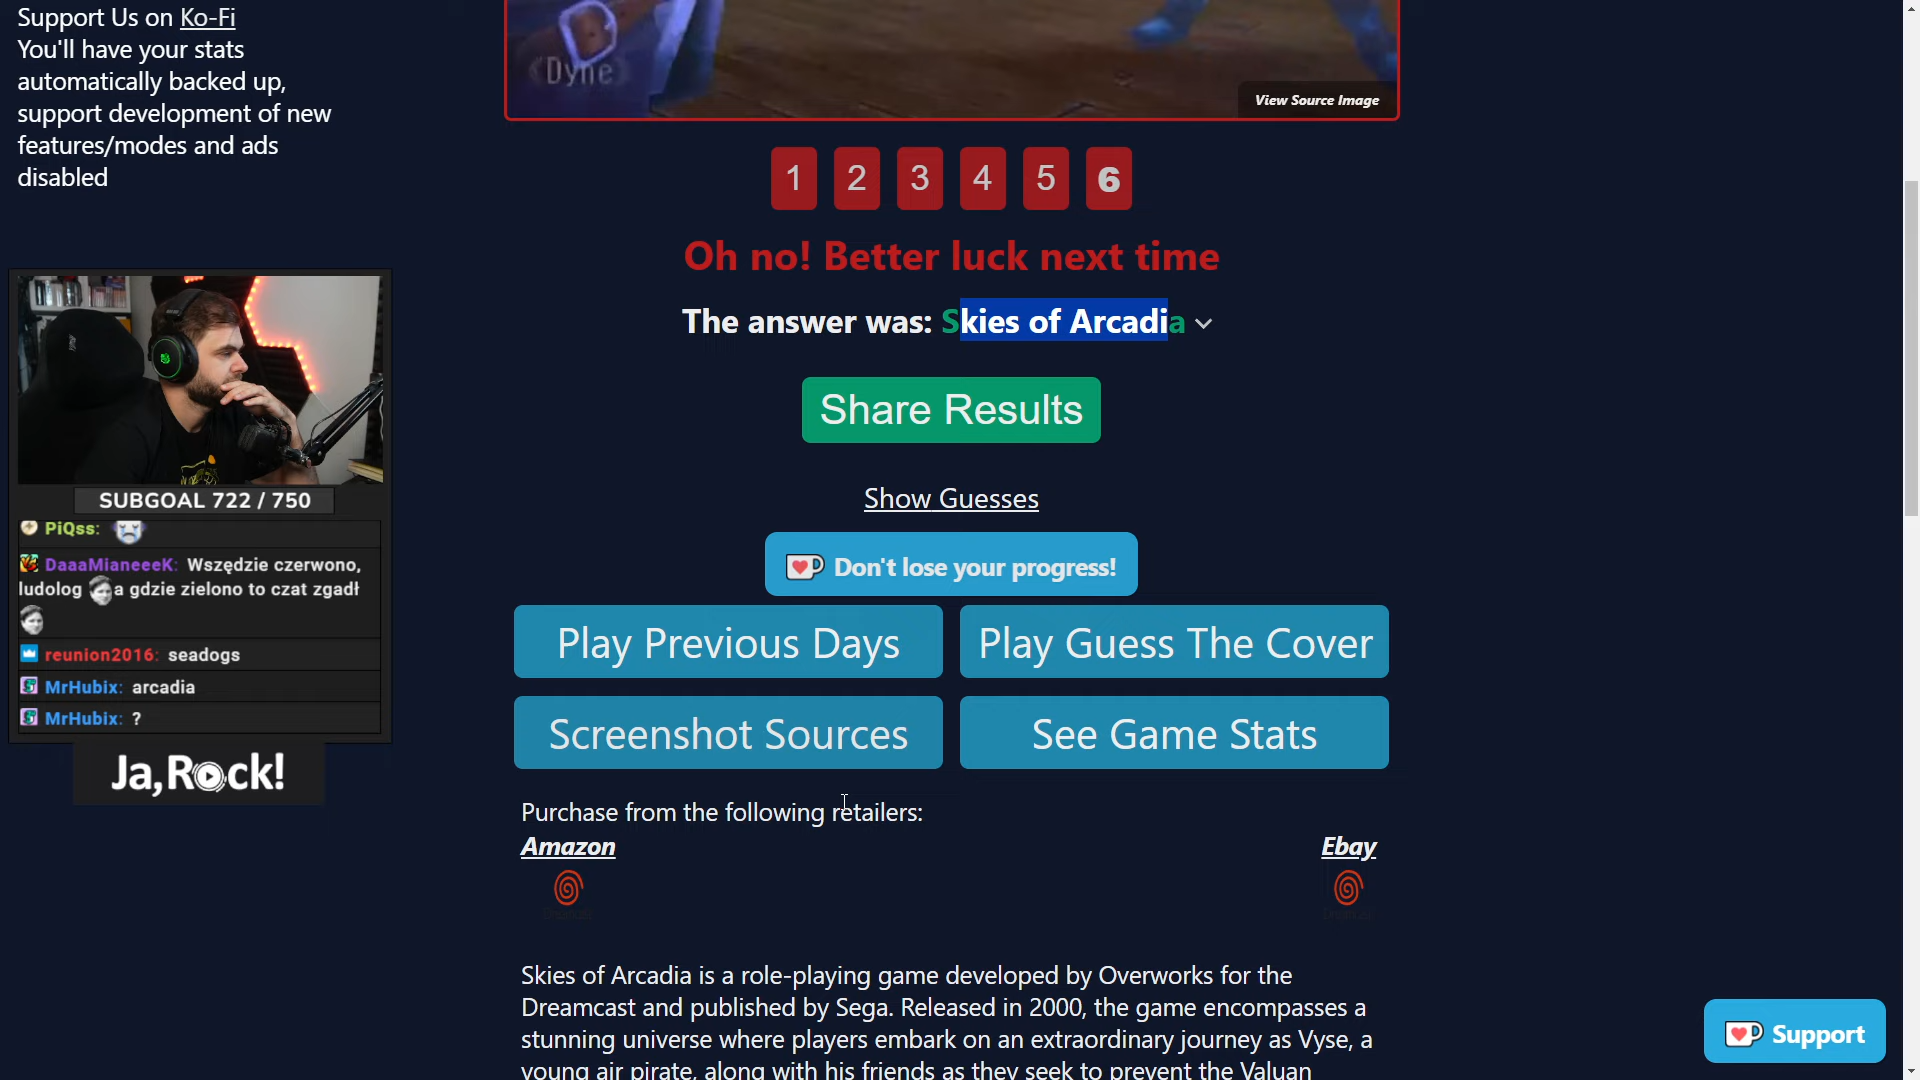 Support Us on Ko-Fi
You'll have your stats
automatically backed up,
support development of new
features/modes and ads
disabled
《Dyne》
View Source Image
1 2 3 4 5 6
Oh no! Better luck next time
The answer was: Skies of Arcadia
Share Results
Show Guesses
Don't lose your progress!
Play Previous Days
Play Guess The Cover
Screenshot Sources
See Game Stats
SUBGOAL 722 / 750
PiQss:
DaaaMianeeeK: Wszędzie czerwono,
ludolog a gdzie zielono to czat zgadł
reunion2016: seadogs
MrHubix: arcadia
MrHubix: ?
Ja,Rock!
Purchase from the following retailers:
Amazon
Ebay
Skies of Arcadia is a role-playing game developed by Overworks for the
Dreamcast and published by Sega. Released in 2000, the game encompasses a
stunning universe where players embark on an extraordinary journey as Vyse, a
young air pirate, along with his friends as they seek to prevent the Valuan
Support